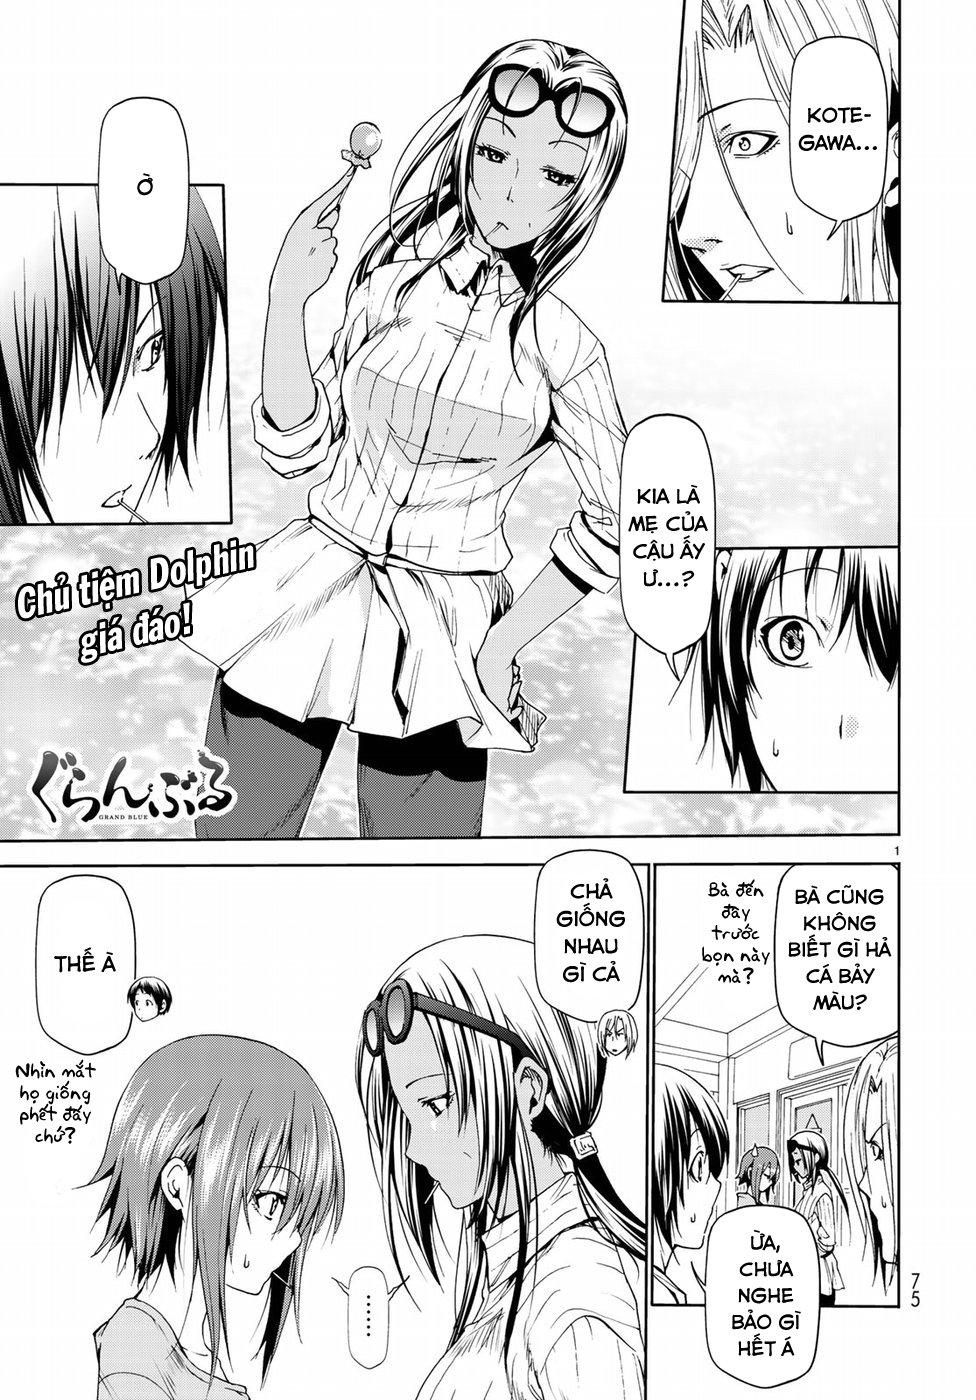 KOTE-
GAWA...
Ờ
KIA LÀ
MẸ CỦA
CẬU ẤY
Ư...?
Chủ tiệm Dolphin
giá đáo!
ぐらんぶる
GRAND BLUE
1
BÀ CŨNG
KHÔNG
BIẾT GÌ HẢ
CÁ BẢY
MÀU?
Bà đến
đây
trước
bọn này
mà?
ỪA,
CHƯA
NGHE
BẢO GÌ
HẾT Á
CHẢ
GIỐNG
NHAU
GÌ CẢ
THẾ À
Nhìn mắt
họ giống
phết đấy
chứ?
......
75